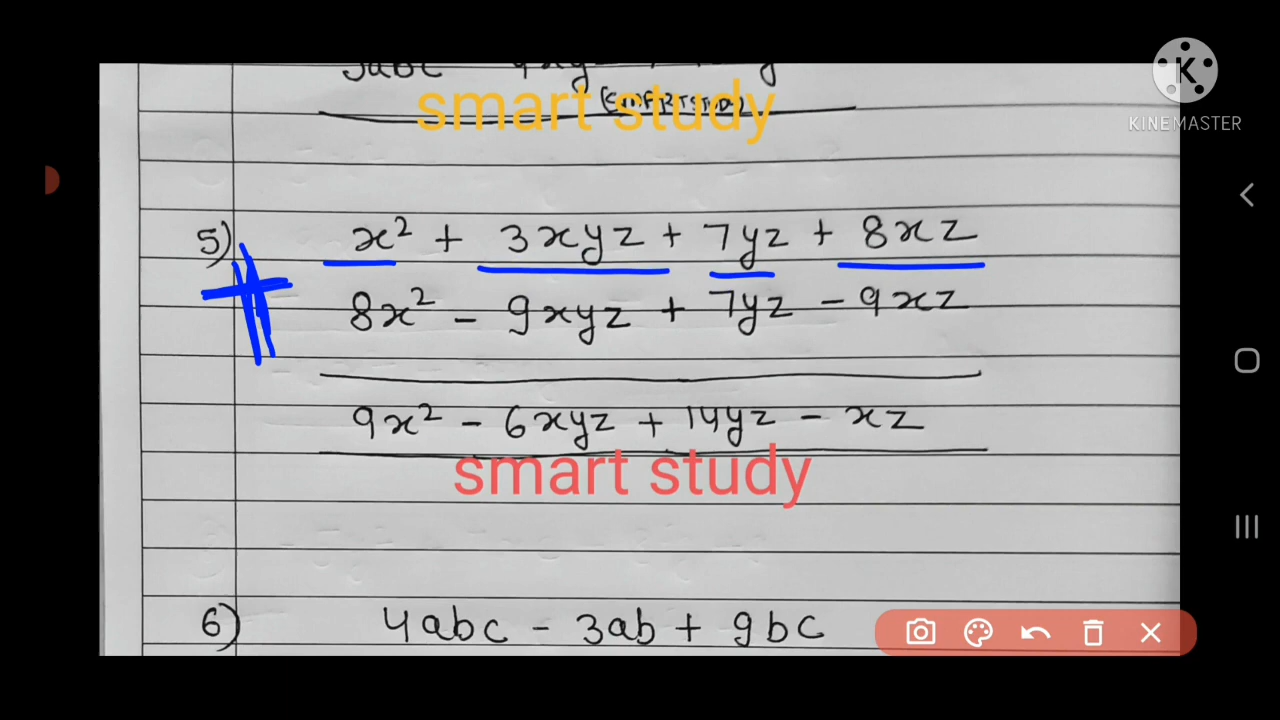 3abc
smart study
KINEMASTER
5) x² + 3xyz + 7yz + 8xz
8x² - 9xyz + 7yz - 9xz
9x² - 6xyz + 14yz - xz
smart study
6) 4abc - 3ab + 9bc